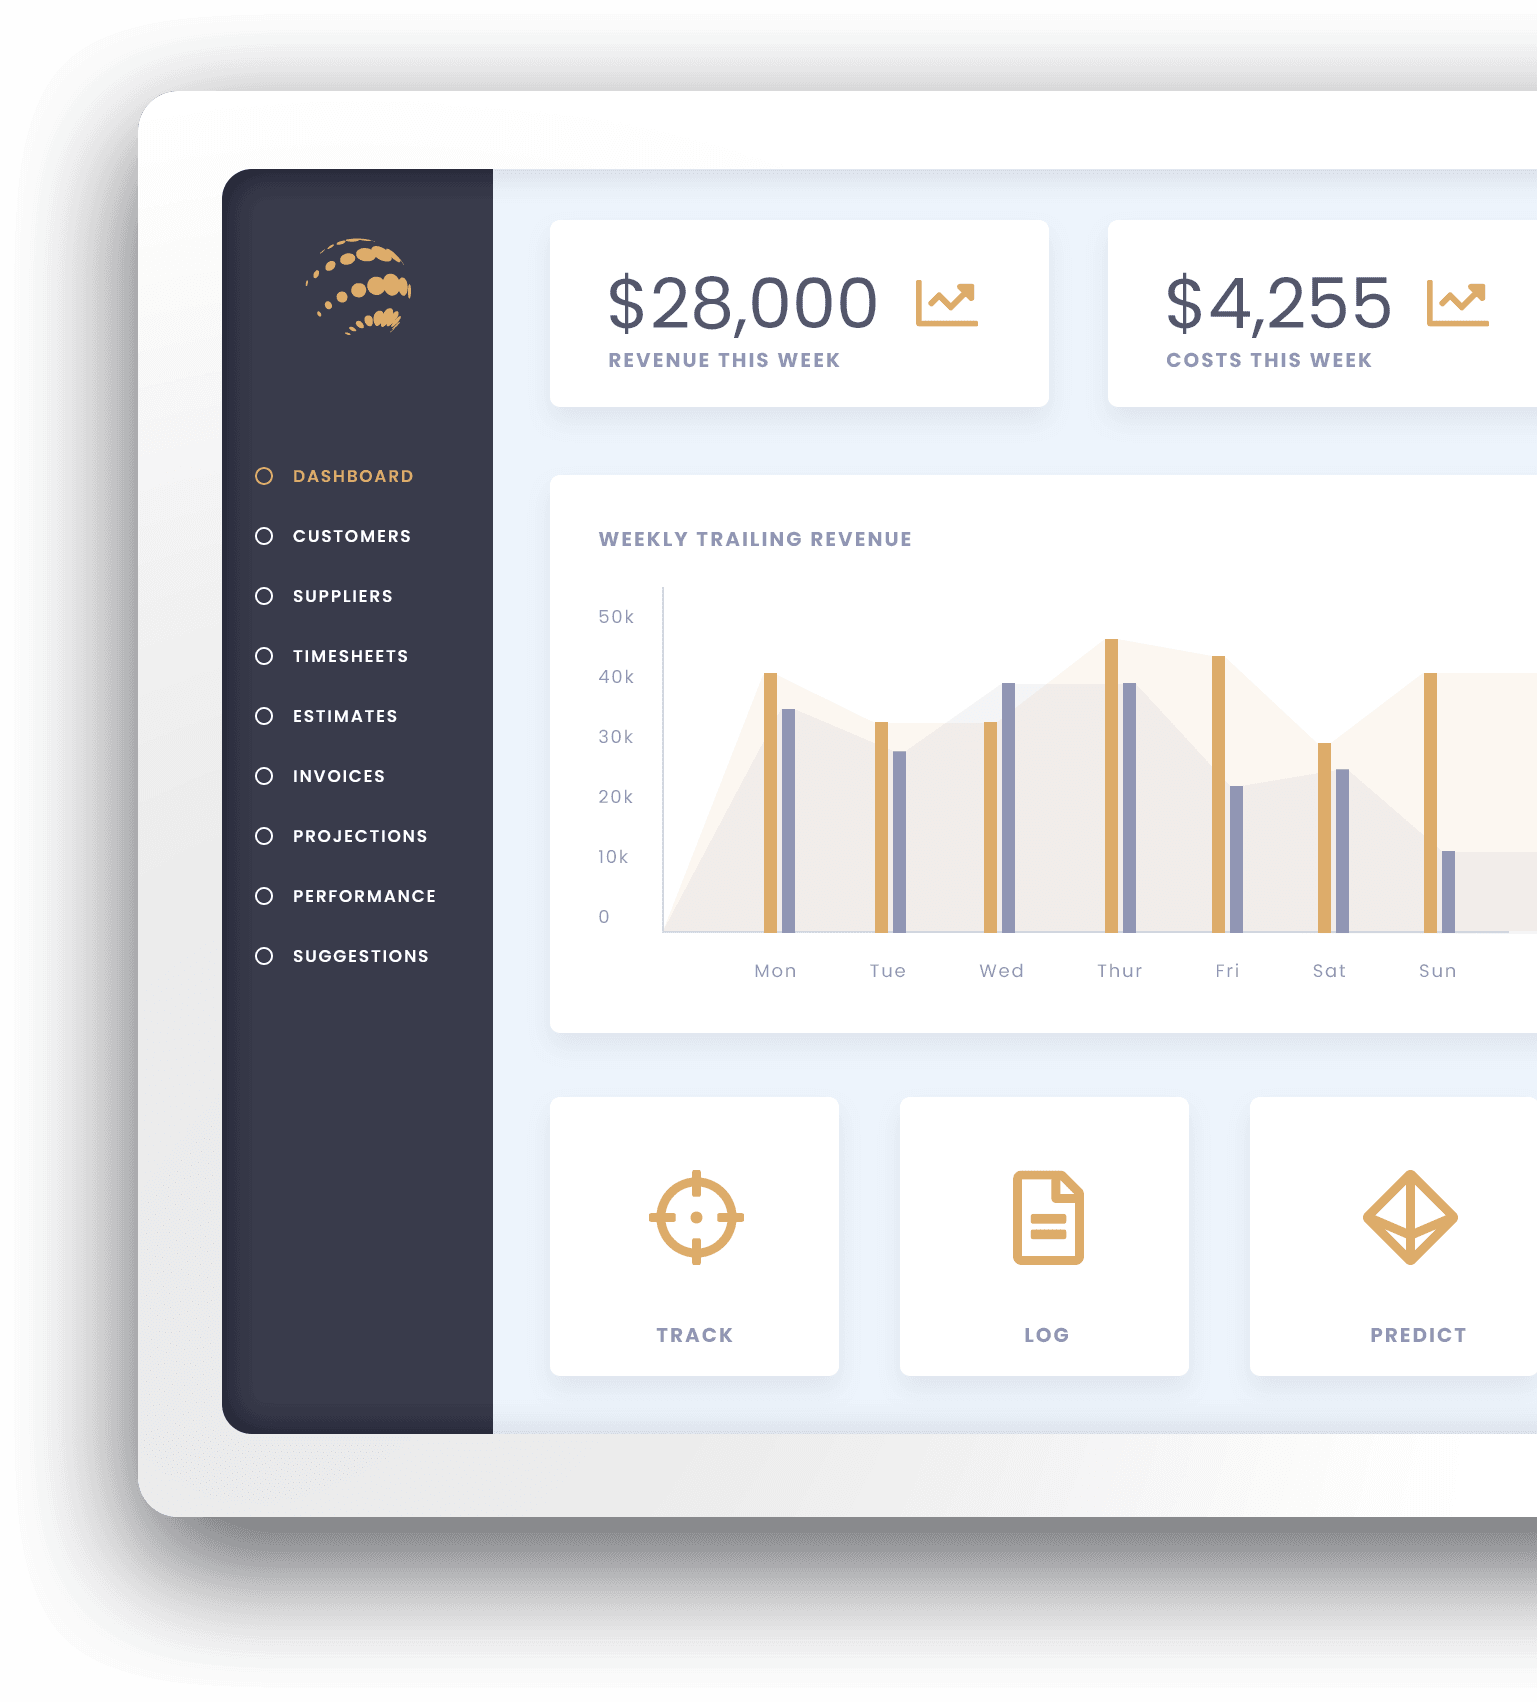 $28,000
REVENUE THIS WEEK
$4,255
COSTS THIS WEEK
DASHBOARD
CUSTOMERS
SUPPLIERS
TIMESHEETS
ESTIMATES
INVOICES
PROJECTIONS
PERFORMANCE
SUGGESTIONS
WEEKLY TRAILING REVENUE
50k
40k
30k
20k
10k
0
Mon Tue Wed Thur Fri Sat Sun
TRACK
LOG
PREDICT